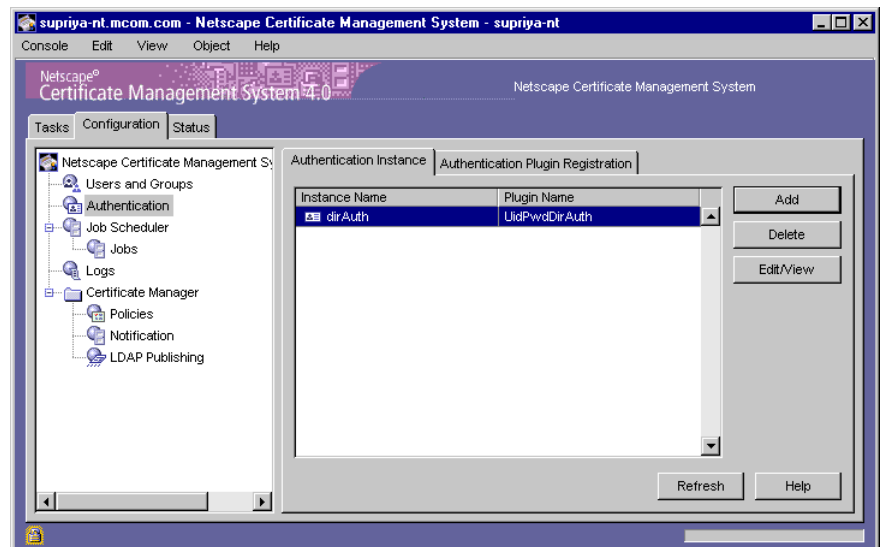 supriya-nt.mcom.com - Netscape Certificate Management System - supriya-nt
Console Edit View Object Help
Netscape®
Certificate Management System 4.0
Netscape Certificate Management System
Tasks Configuration Status
Netscape Certificate Management Sy
Users and Groups
Authentication
Job Scheduler
Jobs
Logs
Certificate Manager
Policies
Notification
LDAP Publishing
Authentication Instance Authentication Plugin Registration
Instance Name Plugin Name
dirAuth UidPwdDirAuth
Add
Delete
Edit/View
Refresh Help